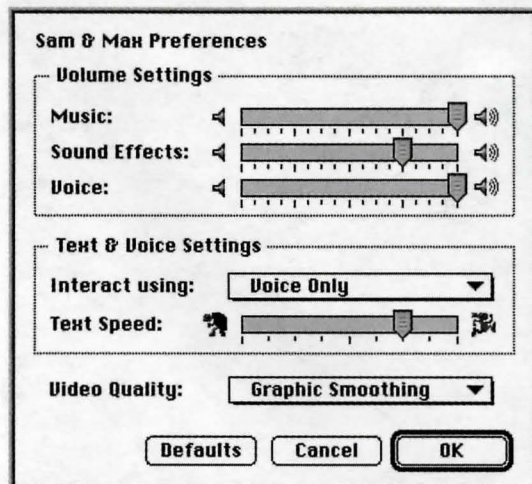 Sam & Max Preferences
Volume Settings
Music:
Sound Effects:
Voice:
Text & Voice Settings
Interact using: Voice Only
Text Speed:
Video Quality: Graphic Smoothing
Defaults Cancel OK